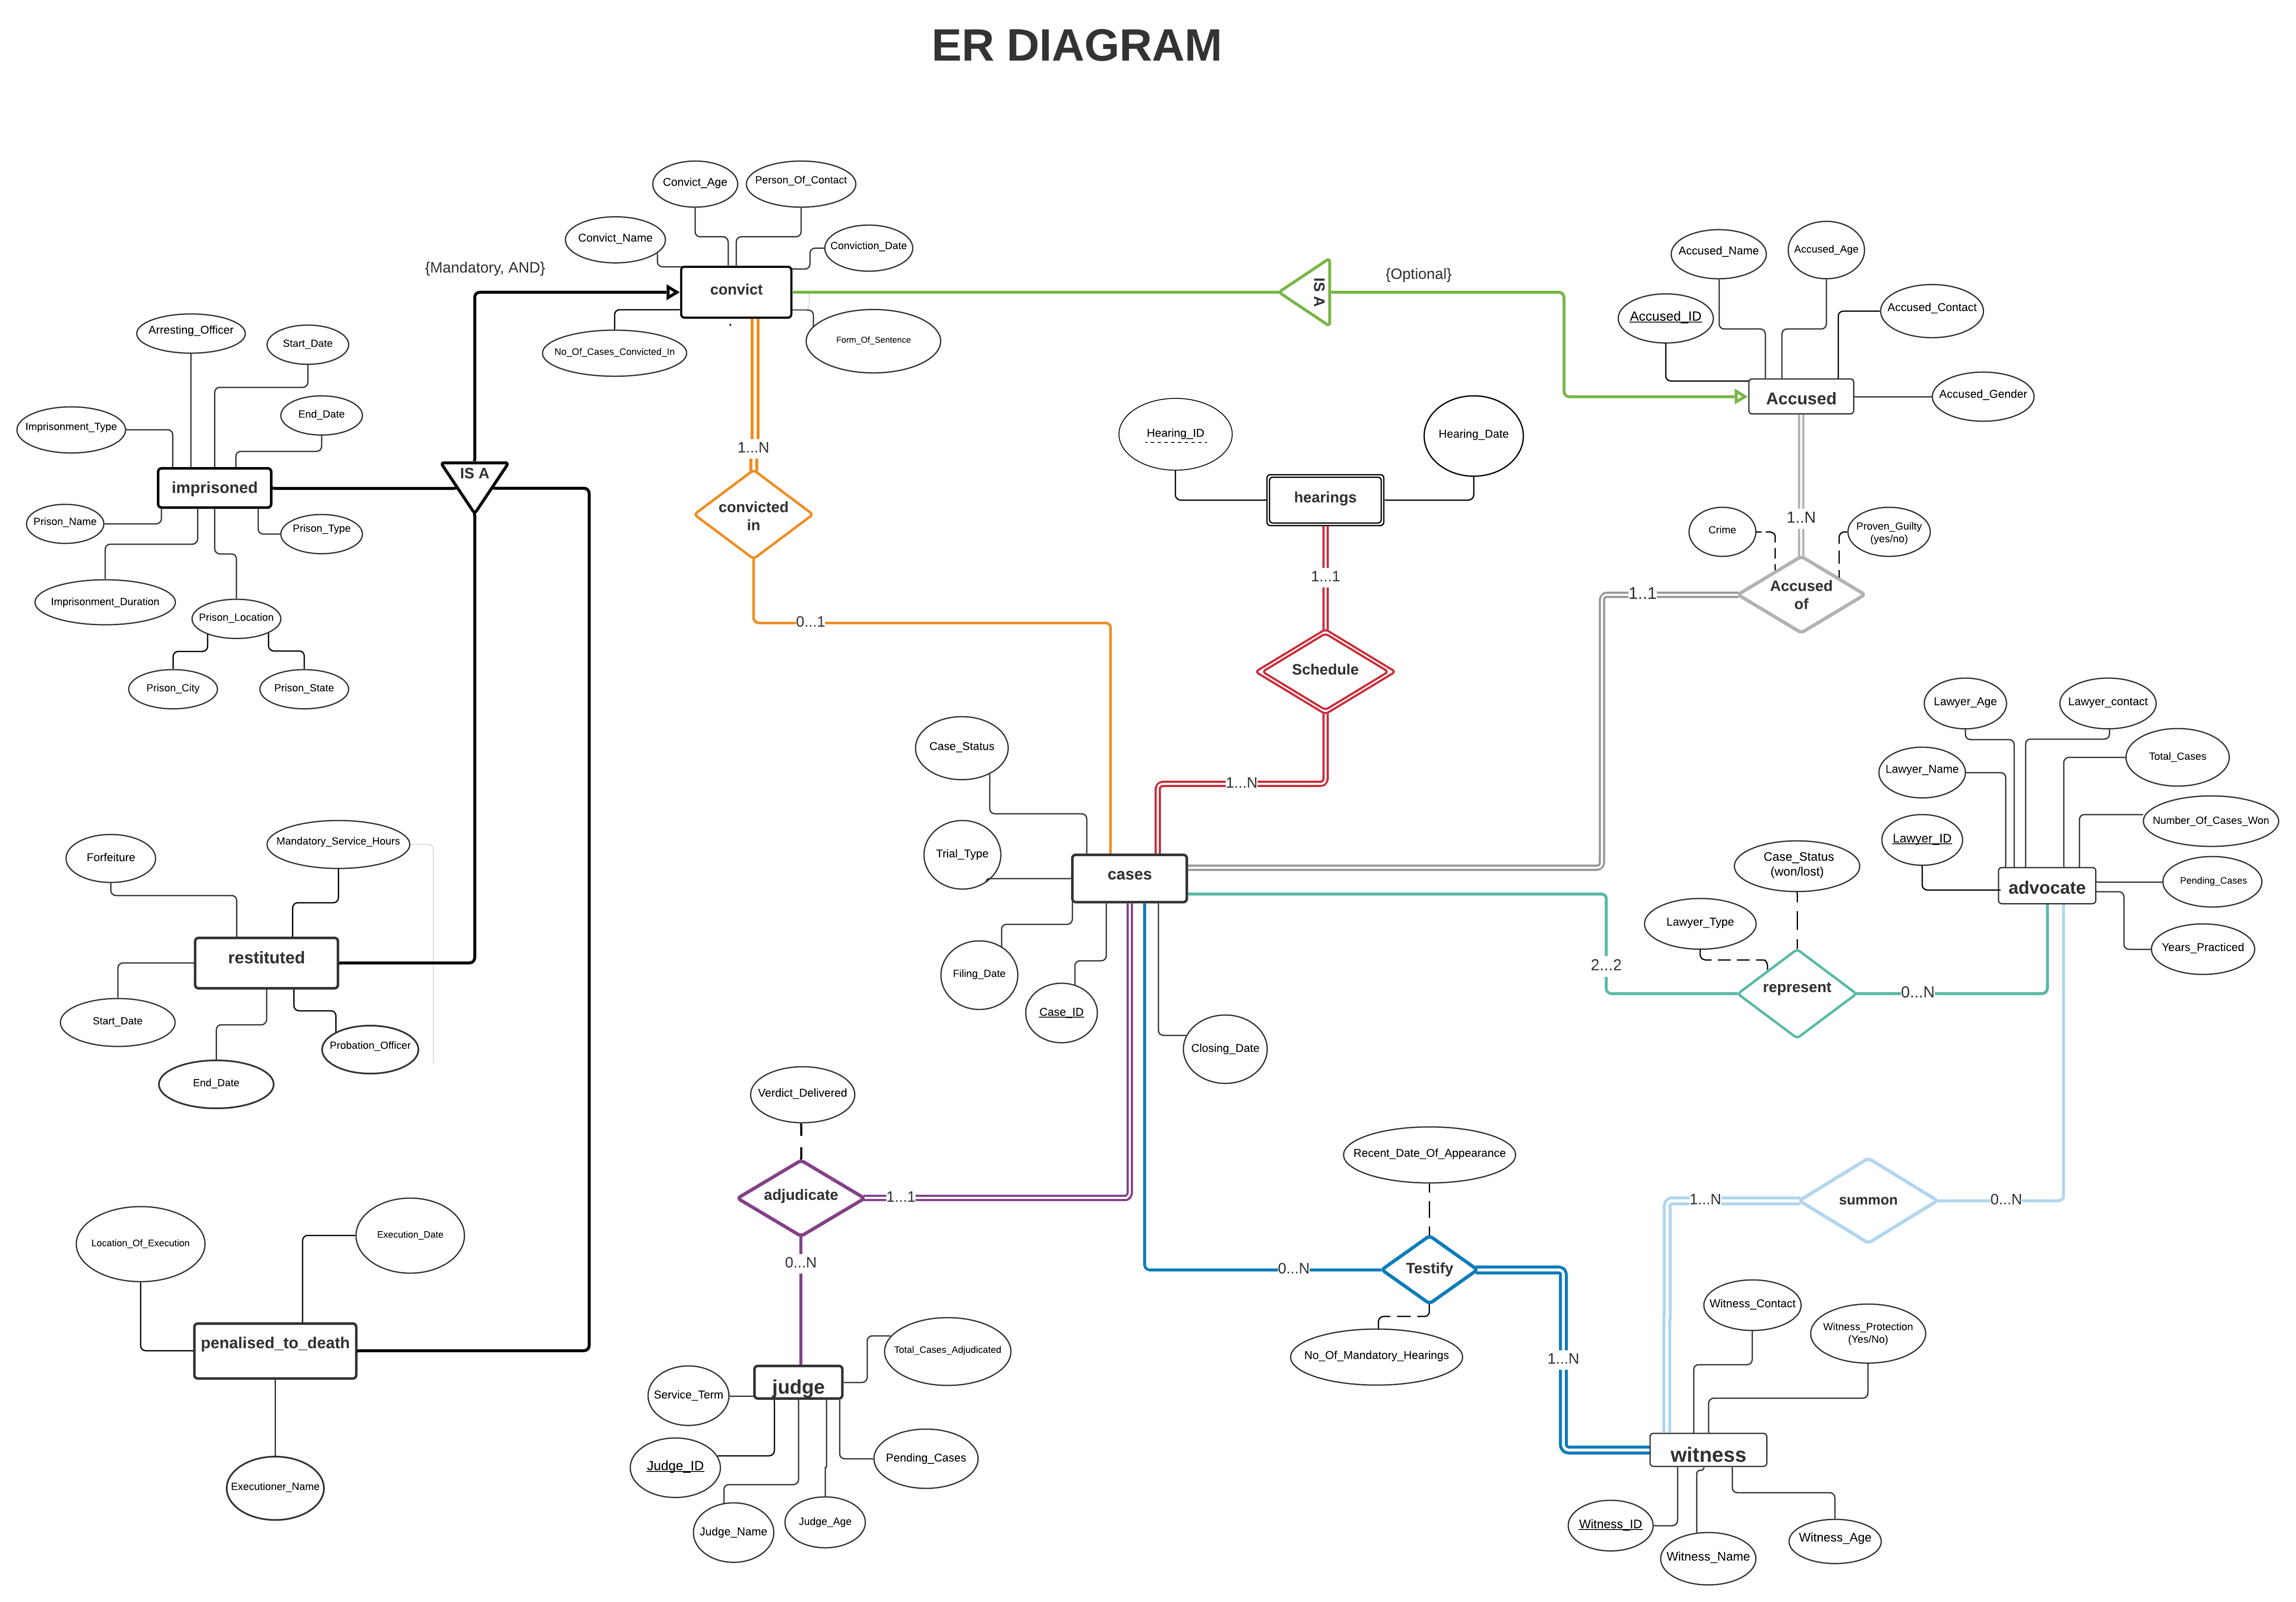 ER DIAGRAM
Convict_Age
Person_Of_Contact
Convict_Name
Conviction_Date
{Mandatory, AND}
convict
.
No_Of_Cases_Convicted_In
Form_Of_Sentence
IS A
{Optional}
Accused_Name
Accused_Age
Accused_ID
Accused_Contact
Accused
Accused_Gender
Arresting_Officer
Start_Date
Imprisonment_Type
End_Date
imprisoned
IS A
Prison_Name
Prison_Type
Imprisonment_Duration
Prison_Location
Prison_City
Prison_State
1...N
convicted
in
0...1
Hearing_ID
Hearing_Date
hearings
1...1
Schedule
1...N
1..N
Crime
Proven_Guilty
(yes/no)
Accused
of
1..1
Case_Status
Trial_Type
cases
Filing_Date
Case_ID
Closing_Date
Lawyer_Age
Lawyer_contact
Lawyer_Name
Total_Cases
Lawyer_ID
Number_Of_Cases_Won
advocate
Pending_Cases
Years_Practiced
Case_Status
(won/lost)
Lawyer_Type
2...2
represent
0...N
Forfeiture
Mandatory_Service_Hours
restituted
Start_Date
Probation_Officer
End_Date
Verdict_Delivered
adjudicate
1...1
0...N
Recent_Date_Of_Appearance
0...N
Testify
No_Of_Mandatory_Hearings
1...N
1...N
summon
0...N
Location_Of_Execution
Execution_Date
penalised_to_death
Executioner_Name
Total_Cases_Adjudicated
Service_Term
judge
Judge_ID
Pending_Cases
Judge_Name
Judge_Age
Witness_Contact
Witness_Protection
(Yes/No)
witness
Witness_ID
Witness_Name
Witness_Age